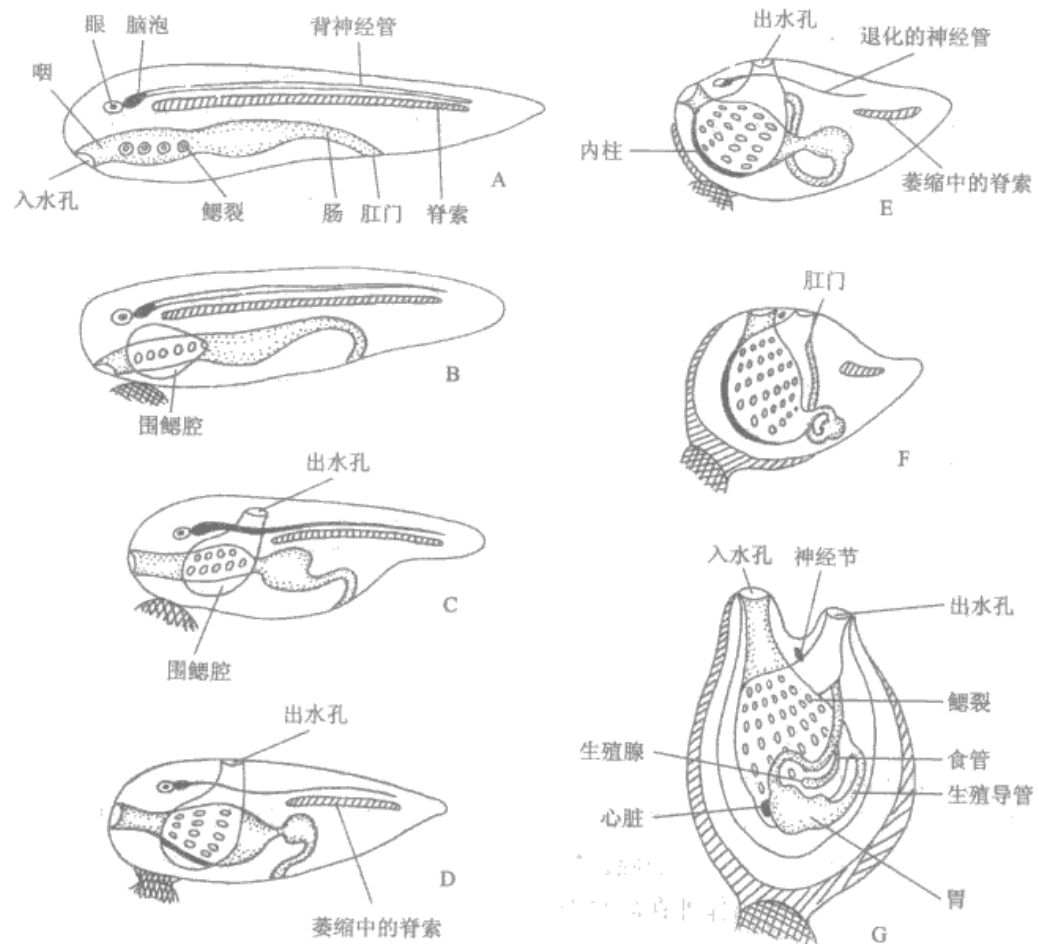 眼
脑泡
背神经管
咽
入水孔
鳃裂
肠
肛门
脊索
A
围鳃腔
B
出水孔
围鳃腔
C
出水孔
萎缩中的脊索
D
出水孔
退化的神经管
内柱
萎缩中的脊索
E
肛门
F
入水孔
神经节
出水孔
鳃裂
生殖腺
食管
生殖导管
心脏
胃
G